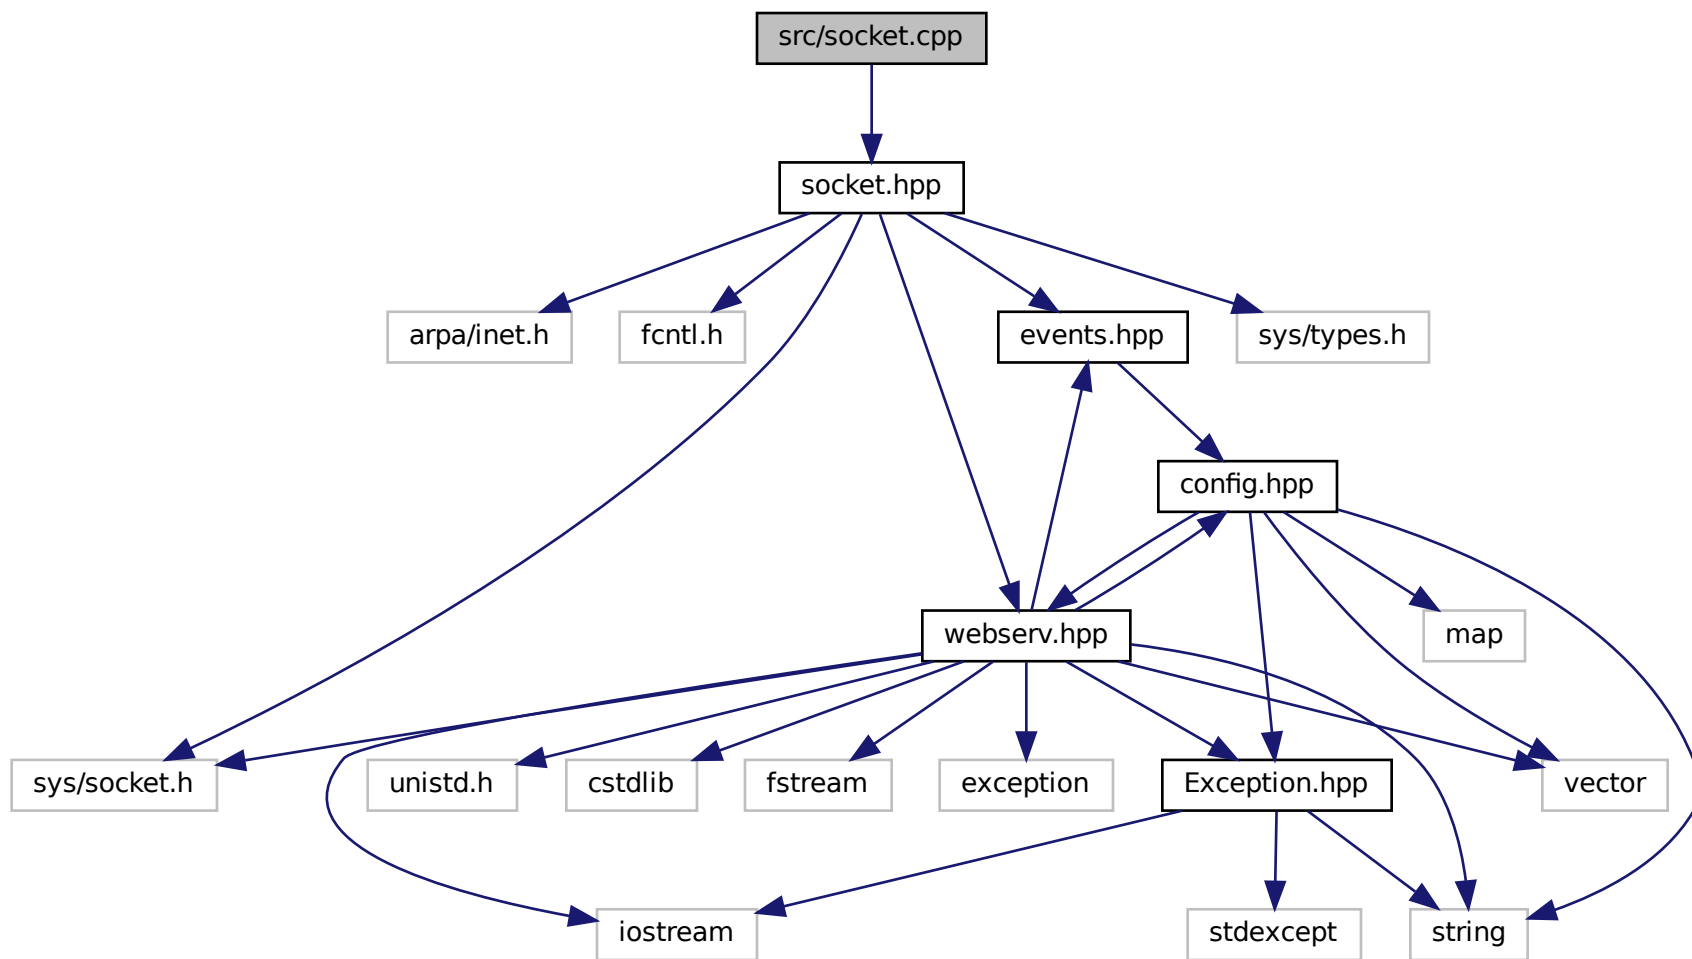 src/socket.cpp
socket.hpp
arpa/inet.h
fcntl.h
events.hpp
sys/types.h
config.hpp
webserv.hpp
map
sys/socket.h
unistd.h
cstdlib
fstream
exception
Exception.hpp
vector
iostream
stdexcept
string